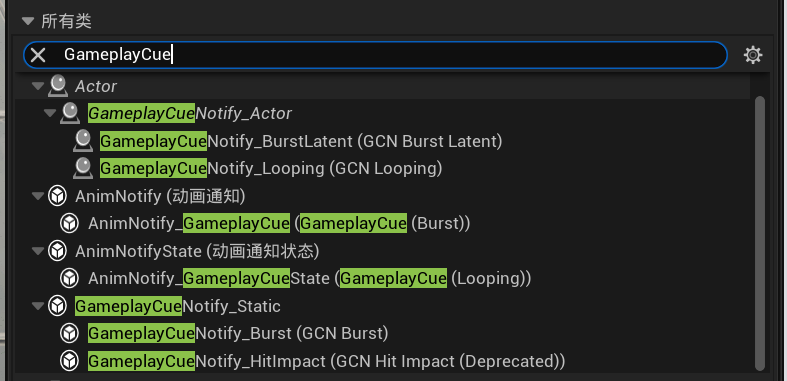 所有类
GameplayCue
Actor
GameplayCueNotify_Actor
GameplayCueNotify_BurstLatent (GCN Burst Latent)
GameplayCueNotify_Looping (GCN Looping)
AnimNotify (动画通知)
AnimNotify_GameplayCue (GameplayCue (Burst))
AnimNotifyState (动画通知状态)
AnimNotify_GameplayCueState (GameplayCue (Looping))
GameplayCueNotify_Static
GameplayCueNotify_Burst (GCN Burst)
GameplayCueNotify_HitImpact (GCN Hit Impact (Deprecated))